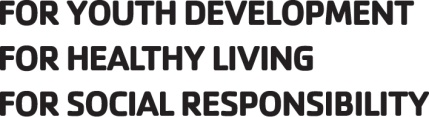 FOR YOUTH DEVELOPMENT
FOR HEALTHY LIVING
FOR SOCIAL RESPONSIBILITY